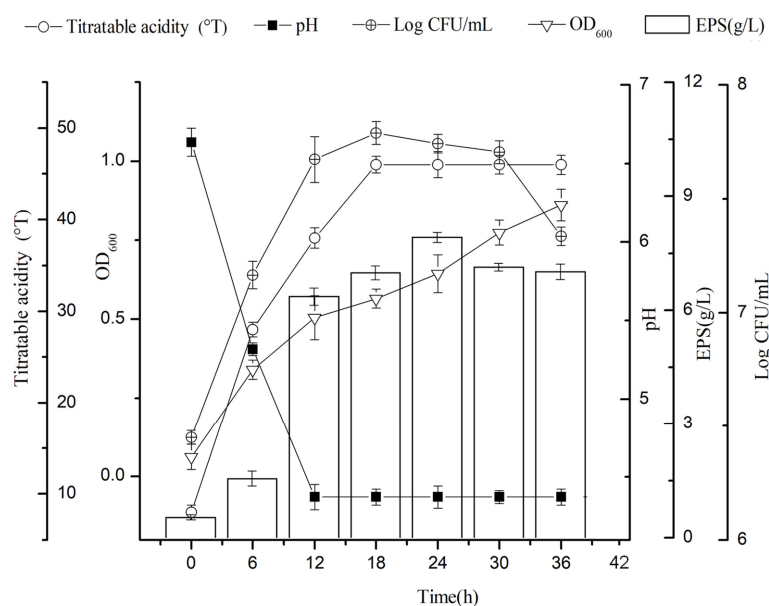 Titratable acidity (°T) pH Log CFU/mL OD600 EPS(g/L)
Titratable acidity (°T)
50
40
30
20
10
OD600
1.0
0.5
0.0
7
6
5
pH
12
9
6
3
0
EPS(g/L)
8
7
6
Log CFU/mL
0 6 12 18 24 30 36 42
Time(h)